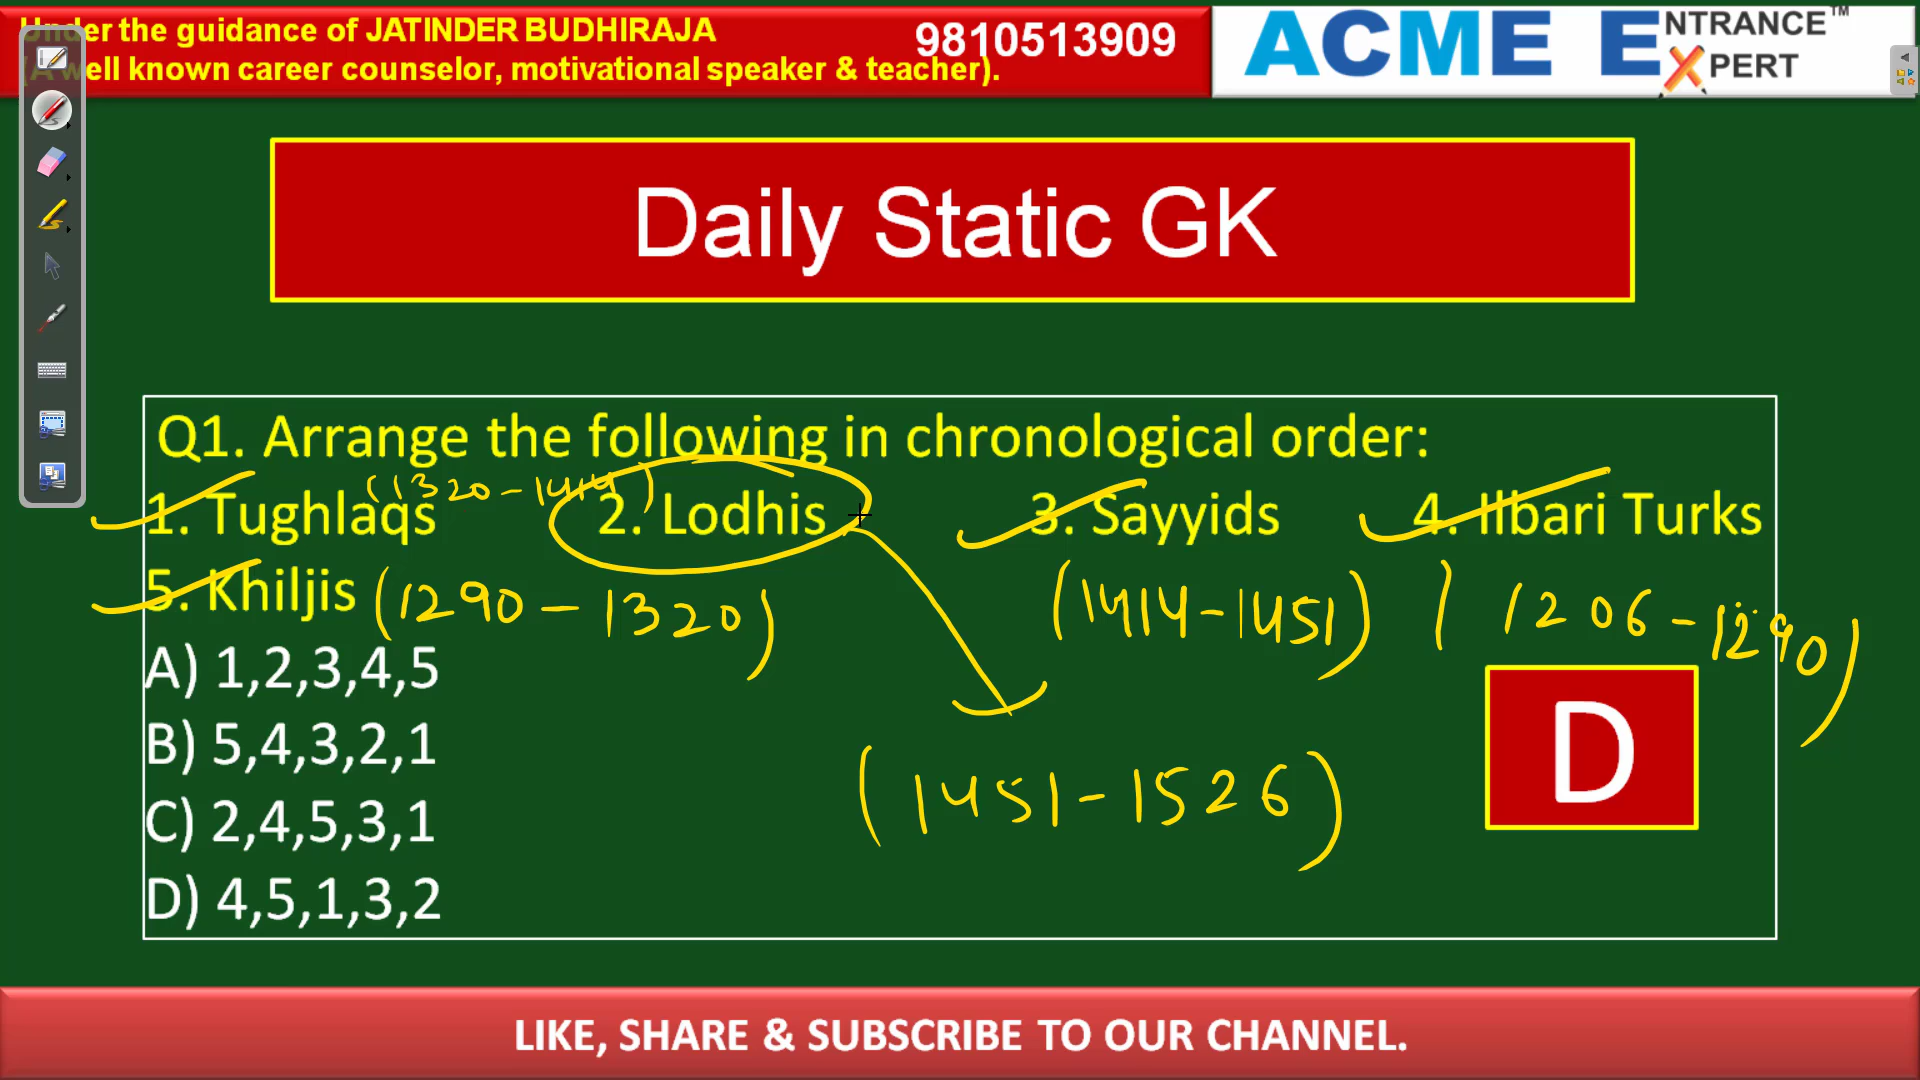 Under the guidance of JATINDER BUDHIRAJA
(A well known career counselor, motivational speaker & teacher).
9810513909
ACME ENTRANCE EXPERT™
Daily Static GK
Q1. Arrange the following in chronological order:
(1320-1414)
1. Tughlaqs 2. Lodhis 3. Sayyids 4. Ilbari Turks
5. Khiljis (1290-1320) (1414-1451) (1206-1290)
A) 1,2,3,4,5
B) 5,4,3,2,1
(1451-1526)
D
C) 2,4,5,3,1
D) 4,5,1,3,2
LIKE, SHARE & SUBSCRIBE TO OUR CHANNEL.